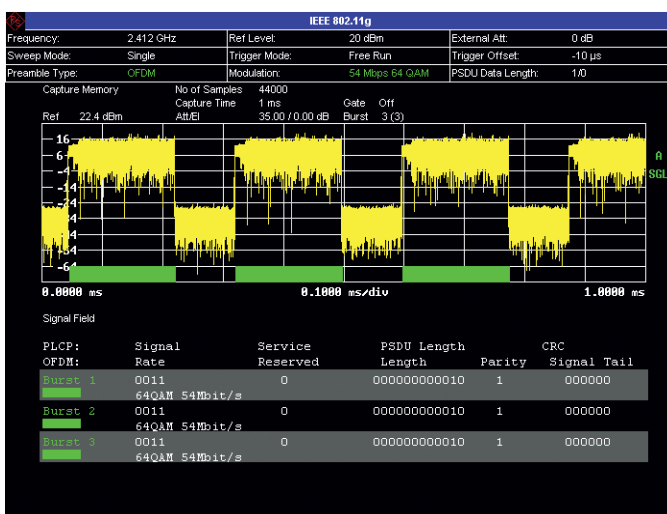 IEEE 802.11g
Frequency: 2.412 GHz Ref Level: 20 dBm External Att: 0 dB
Sweep Mode: Single Trigger Mode: Free Run Trigger Offset: -10 µs
Preamble Type: OFDM Modulation: 54 Mbps 64 QAM PSDU Data Length: 1/0
Capture Memory No of Samples 44000
Capture Time 1 ms Gate Off
Ref 22.4 dBm Att/El 35.00 / 0.00 dB Burst 3 (3)
16
6
-4
A
SGL
-14
-24
4
4
-54
-64
0.0000 ms 0.1000 ms/div 1.0000 ms
Signal Field
PLCP: Signal Service PSDU Length CRC
OFDM: Rate Reserved Length Parity Signal Tail
Burst 1 0011 0 000000000010 1 000000
64QAM 54Mbit/s
Burst 2 0011 0 000000000010 1 000000
64QAM 54Mbit/s
Burst 3 0011 0 000000000010 1 000000
64QAM 54Mbit/s